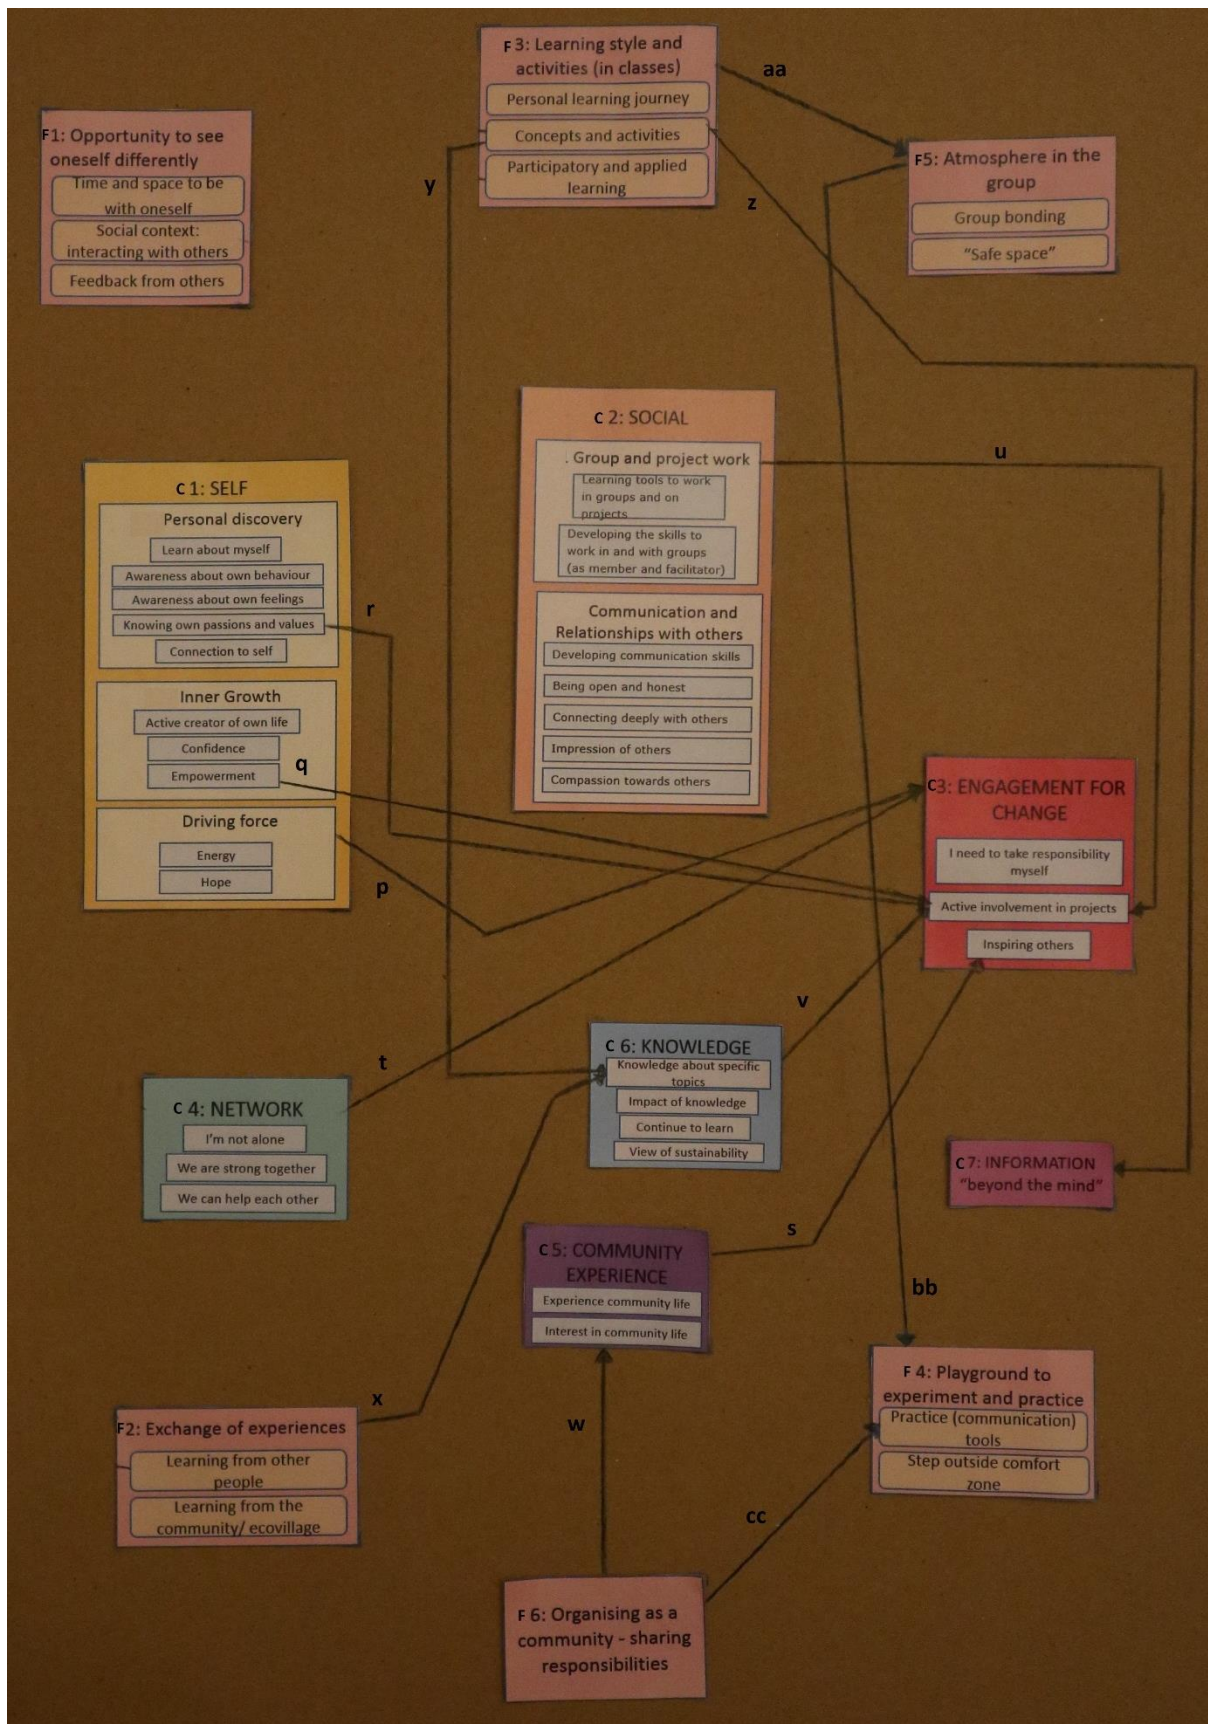 F 3: Learning style and
activities (in classes)
Personal learning journey
Concepts and activities
Participatory and applied
learning
aa
F1: Opportunity to see
oneself differently
Time and space to be
with oneself
Social context:
interacting with others
Feedback from others
y
z
F5: Atmosphere in the
group
Group bonding
“Safe space”
C 2: SOCIAL
. Group and project work
Learning tools to work
in groups and on
projects
Developing the skills to
work in and with groups
(as member and facilitator)
Communication and
Relationships with others
Developing communication skills
Being open and honest
Connecting deeply with others
Impression of others
Compassion towards others
u
C 1: SELF
Personal discovery
Learn about myself
Awareness about own behaviour
Awareness about own feelings
Knowing own passions and values
Connection to self
r
Inner Growth
Active creator of own life
Confidence
Empowerment
q
Driving force
Energy
Hope
p
C3: ENGAGEMENT FOR
CHANGE
I need to take responsibility
myself
Active involvement in projects
Inspiring others
v
t
C 6: KNOWLEDGE
Knowledge about specific
topics
Impact of knowledge
Continue to learn
View of sustainability
C 4: NETWORK
I’m not alone
We are strong together
We can help each other
C 7: INFORMATION
“beyond the mind”
s
C 5: COMMUNITY
EXPERIENCE
Experience community life
Interest in community life
bb
F 4: Playground to
experiment and practice
Practice (communication)
tools
Step outside comfort
zone
x
w
F2: Exchange of experiences
Learning from other
people
Learning from the
community/ ecovillage
cc
F 6: Organising as a
community - sharing
responsibilities